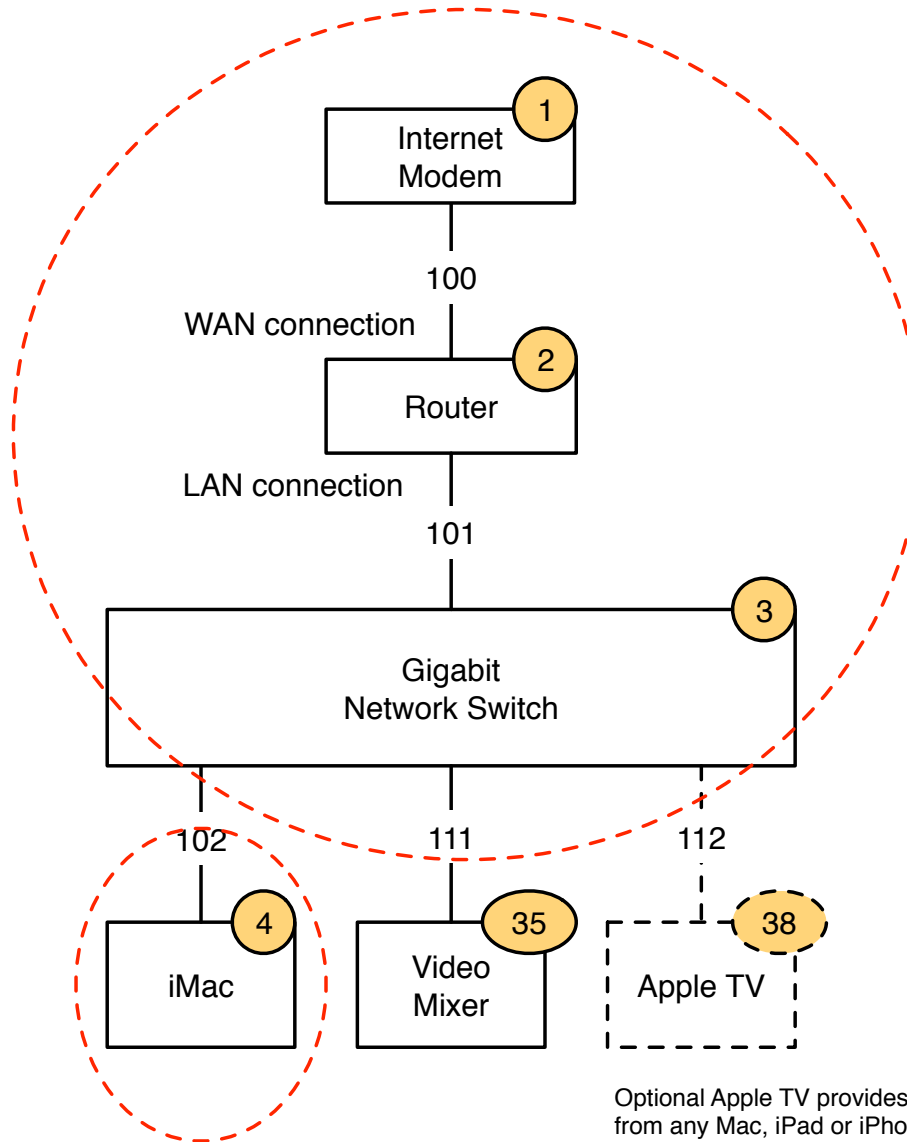 1
Internet
Modem
100
WAN connection
2
Router
LAN connection
101
3
Gigabit
Network Switch
102
111
112
4
iMac
35
Video
Mixer
38
Apple TV
Optional Apple TV provides
from any Mac, iPad or iPho